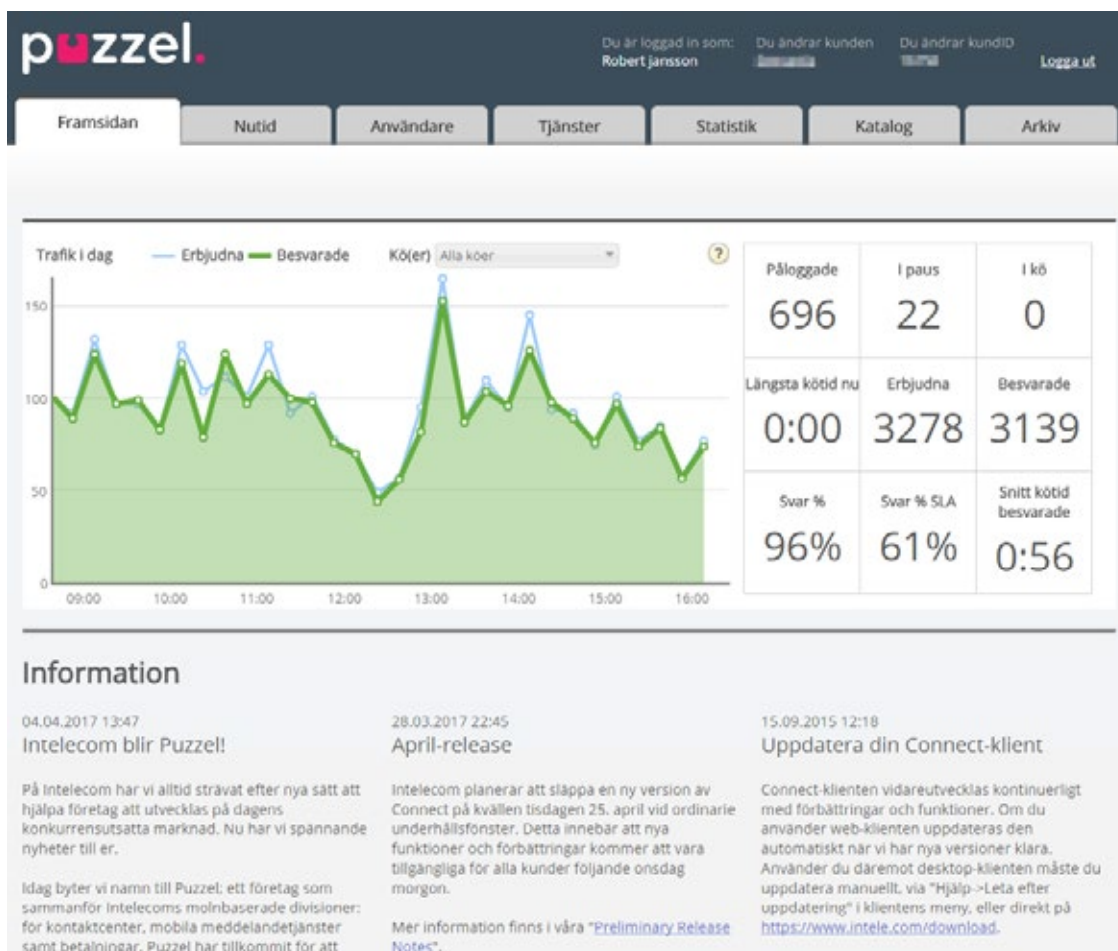 puzzel.
Du är loggad in som:
Robert jansson
Du ändrar kunden
Du ändrar kundID
Logga ut
Framsidan
Nutid
Användare
Tjänster
Statistik
Katalog
Arkiv
Trafik i dag
Erbjudna
Besvarade
Kö(er)
Alla köer
?
150
100
50
0
09:00
10:00
11:00
12:00
13:00
14:00
15:00
16:00
Påloggade
696
I paus
22
I kö
0
Längsta kötid nu
0:00
Erbjudna
3278
Besvarade
3139
Svar %
96%
Svar % SLA
61%
Snitt kötid
besvarade
0:56
Information
04.04.2017 13:47
Intelecom blir Puzzel!
På Intelecom har vi alltid strävat efter nya sätt att
hjälpa företag att utvecklas på dagens
konkurrensutsatta marknad. Nu har vi spännande
nyheter till er.
Idag byter vi namn till Puzzel; ett företag som
sammanför Intelecoms molnbaserade divisioner:
för kontaktcenter, mobila meddelandetjänster
samt betalningar. Puzzel har tillkommit för att
28.03.2017 22:45
April-release
Intelecom planerar att släppa en ny version av
Connect på kvällen tisdagen 25. april vid ordinarie
underhållsfönster. Detta innebär att nya
funktioner och förbättringar kommer att vara
tillgängliga för alla kunder följande onsdag
morgon.
Mer information finns i våra "Preliminary Release
Notes".
15.09.2015 12:18
Uppdatera din Connect-klient
Connect-klienten vidareutvecklas kontinuerligt
med förbättringar och funktioner. Om du
använder web-klienten uppdateras den
automatiskt när vi har nya versioner klara.
Använder du däremot desktop-klienten måste du
uppdatera manuellt, via "Hjälp->Leta efter
uppdatering" i klientens meny, eller direkt på
https://www.intele.com/download.